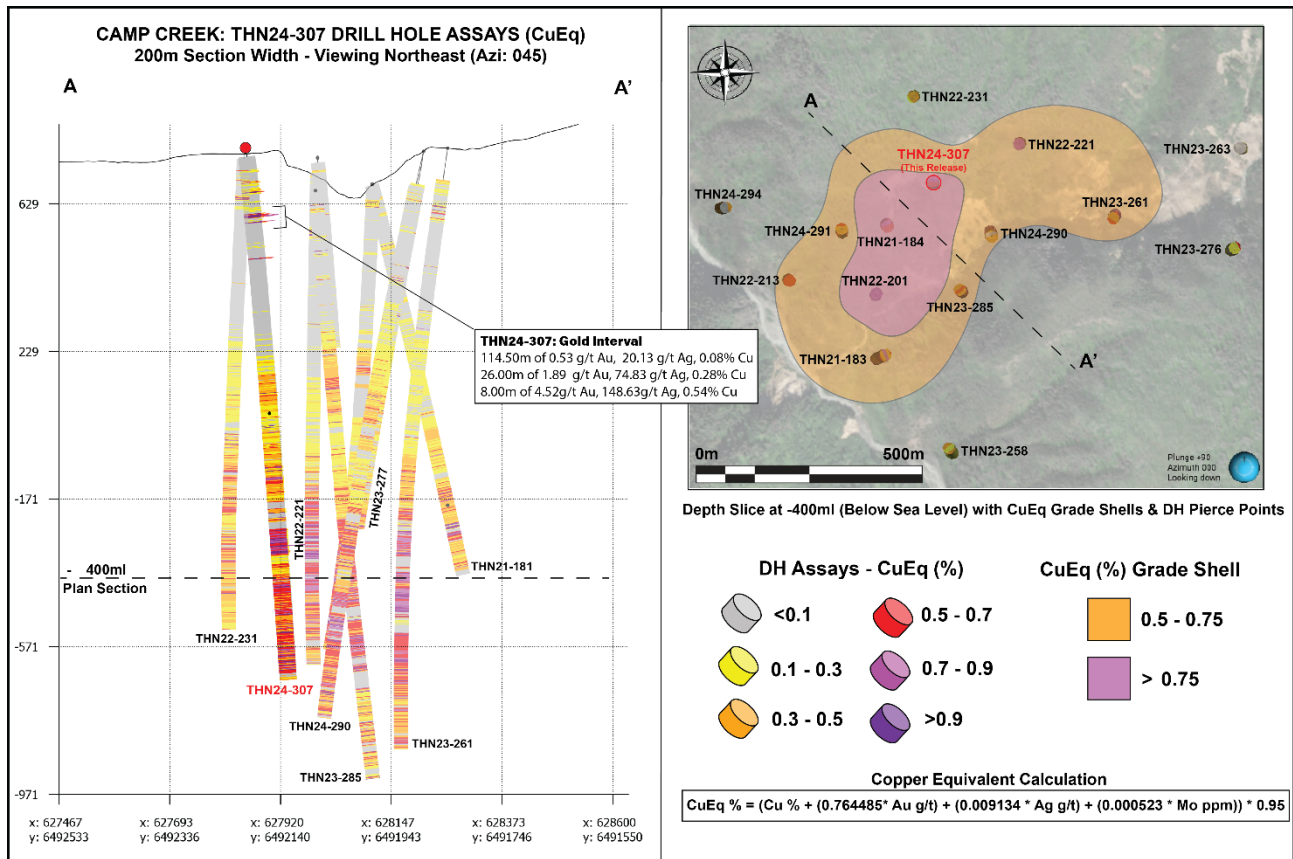 CAMP CREEK: THN24-307 DRILL HOLE ASSAYS (CuEq)
200m Section Width - Viewing Northeast (Azi: 045)
A
A'
629
229
-171
-571
-971
- 400ml
Plan Section
THN24-307: Gold Interval
114.50m of 0.53 g/t Au, 20.13 g/t Ag, 0.08% Cu
26.00m of 1.89 g/t Au, 74.83 g/t Ag, 0.28% Cu
8.00m of 4.52g/t Au, 148.63g/t Ag, 0.54% Cu
THN22-221
THN23-277
THN21-181
THN22-231
THN24-307
THN24-290
THN23-261
THN23-285
x: 627467
y: 6492533
x: 627693
y: 6492336
x: 627920
y: 6492140
x: 628147
y: 6491943
x: 628373
y: 6491746
x: 628600
y: 6491550
A
THN22-231
THN22-221
THN23-263
THN24-307
(This Release)
THN24-294
THN23-261
THN24-291
THN21-184
THN24-290
THN23-276
THN22-213
THN22-201
THN23-285
THN21-183
A'
THN23-258
0m
500m
Plunge +90
Azimuth 000
Looking down
Depth Slice at -400ml (Below Sea Level) with CuEq Grade Shells & DH Pierce Points
DH Assays - CuEq (%)
<0.1
0.1 - 0.3
0.3 - 0.5
0.5 - 0.7
0.7 - 0.9
>0.9
CuEq (%) Grade Shell
0.5 - 0.75
> 0.75
Copper Equivalent Calculation
CuEq % = (Cu % + (0.764485* Au g/t) + (0.009134 * Ag g/t) + (0.000523 * Mo ppm)) * 0.95